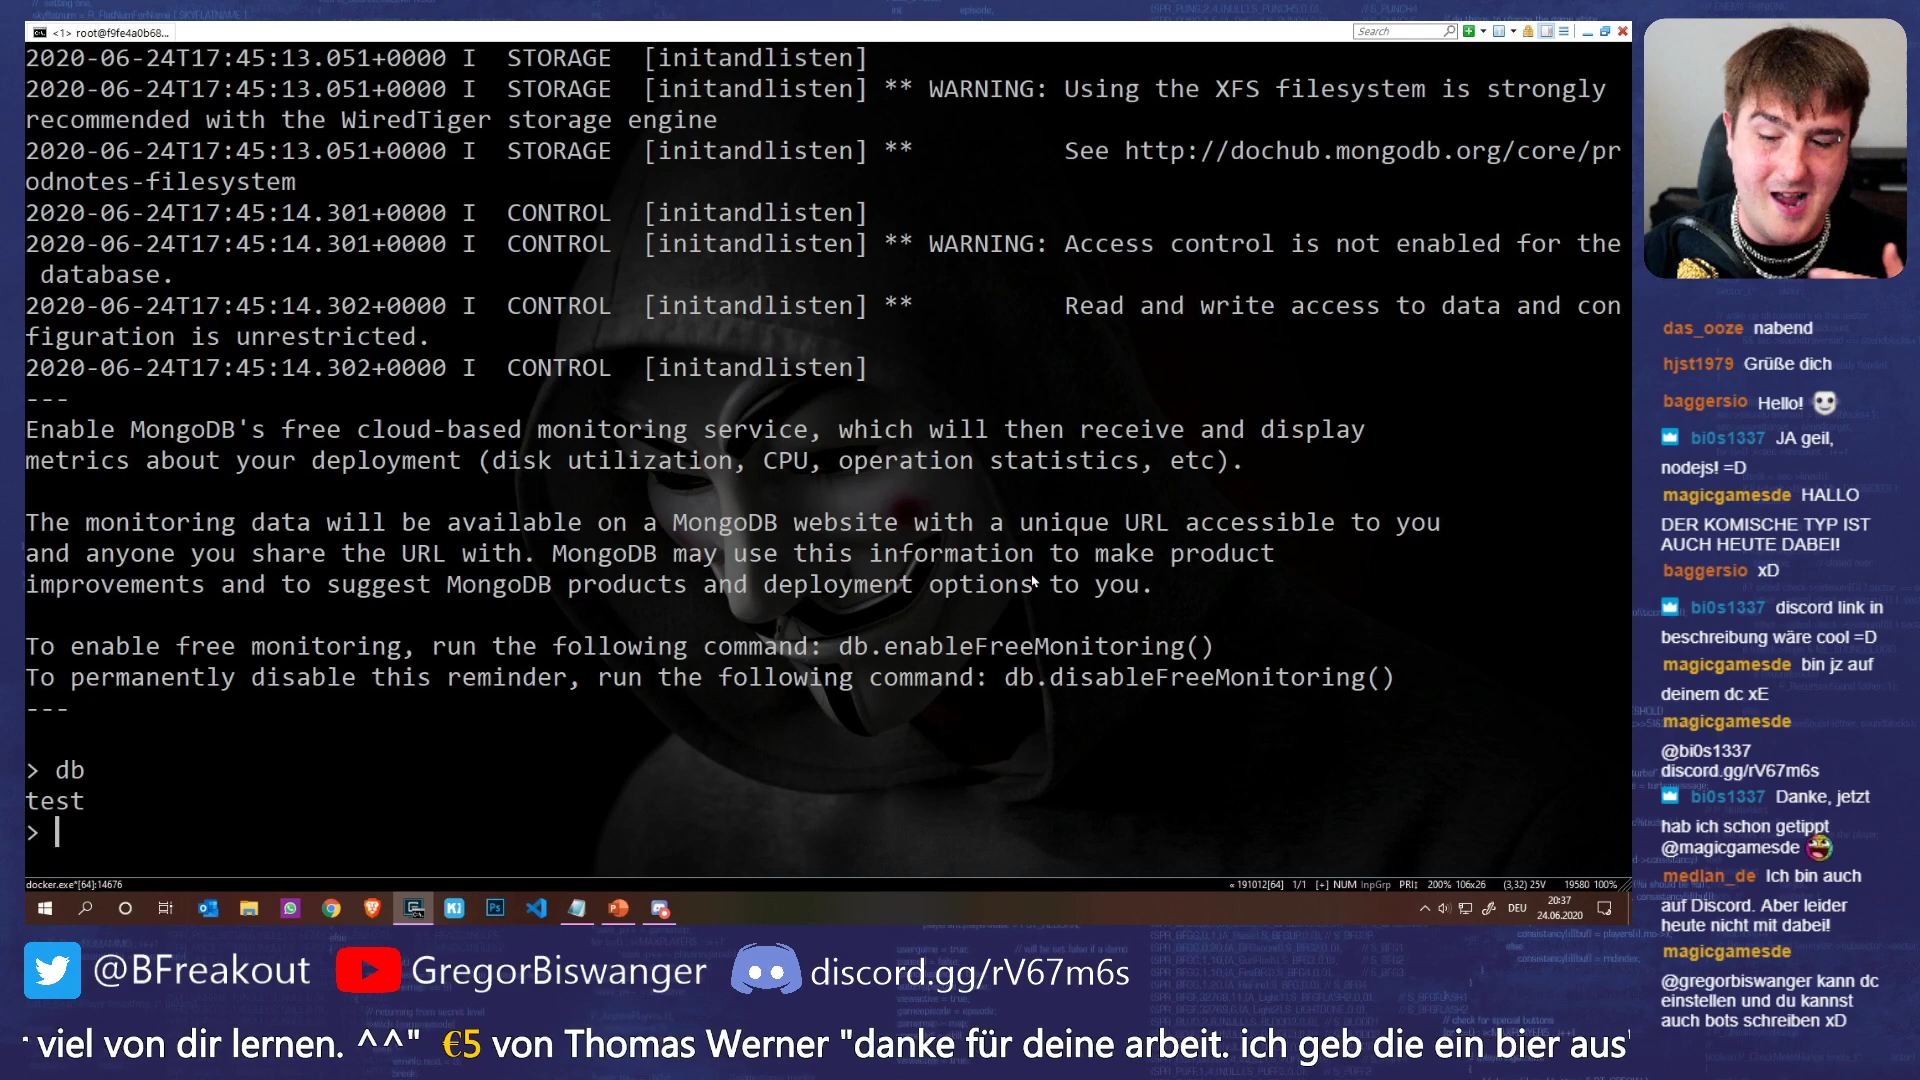 <1> root@f9fe4a0b68...
Search
2020-06-24T17:45:13.051+0000 I  STORAGE  [initandlisten]
2020-06-24T17:45:13.051+0000 I  STORAGE  [initandlisten] ** WARNING: Using the XFS filesystem is strongly
recommended with the WiredTiger storage engine
2020-06-24T17:45:13.051+0000 I  STORAGE  [initandlisten] **          See http://dochub.mongodb.org/core/pr
odnotes-filesystem
2020-06-24T17:45:14.301+0000 I  CONTROL  [initandlisten]
2020-06-24T17:45:14.301+0000 I  CONTROL  [initandlisten] ** WARNING: Access control is not enabled for the
 database.
2020-06-24T17:45:14.302+0000 I  CONTROL  [initandlisten] **          Read and write access to data and con
figuration is unrestricted.
2020-06-24T17:45:14.302+0000 I  CONTROL  [initandlisten]
---
Enable MongoDB's free cloud-based monitoring service, which will then receive and display
metrics about your deployment (disk utilization, CPU, operation statistics, etc).
The monitoring data will be available on a MongoDB website with a unique URL accessible to you
and anyone you share the URL with. MongoDB may use this information to make product
improvements and to suggest MongoDB products and deployment options to you.
To enable free monitoring, run the following command: db.enableFreeMonitoring()
To permanently disable this reminder, run the following command: db.disableFreeMonitoring()
---
> db
test
>
docker.exe*[64]:14676
« 191012[64] 1/1 [+] NUM InpGrp PRI↕ 200% 106x26 (3,32) 25V 19580 100%
DEU
20:37
24.06.2020
das_ooze nabend
hjst1979 Grüße dich
baggersio Hello!
bi0s1337 JA geil,
nodejs! =D
magicgamesde HALLO
DER KOMISCHE TYP IST
AUCH HEUTE DABEI!
baggersio xD
bi0s1337 discord link in
beschreibung wäre cool =D
magicgamesde bin jz auf
deinem dc xE
magicgamesde
@bi0s1337
discord.gg/rV67m6s
bi0s1337 Danke, jetzt
hab ich schon getippt
@magicgamesde
medlan_de Ich bin auch
auf Discord. Aber leider
heute nicht mit dabei!
magicgamesde
@gregorbiswanger kann dc
einstellen und du kannst
auch bots schreiben xD
@BFreakout
GregorBiswanger
discord.gg/rV67m6s
viel von dir lernen. ^^" €5 von Thomas Werner "danke für deine arbeit. ich geb die ein bier aus"